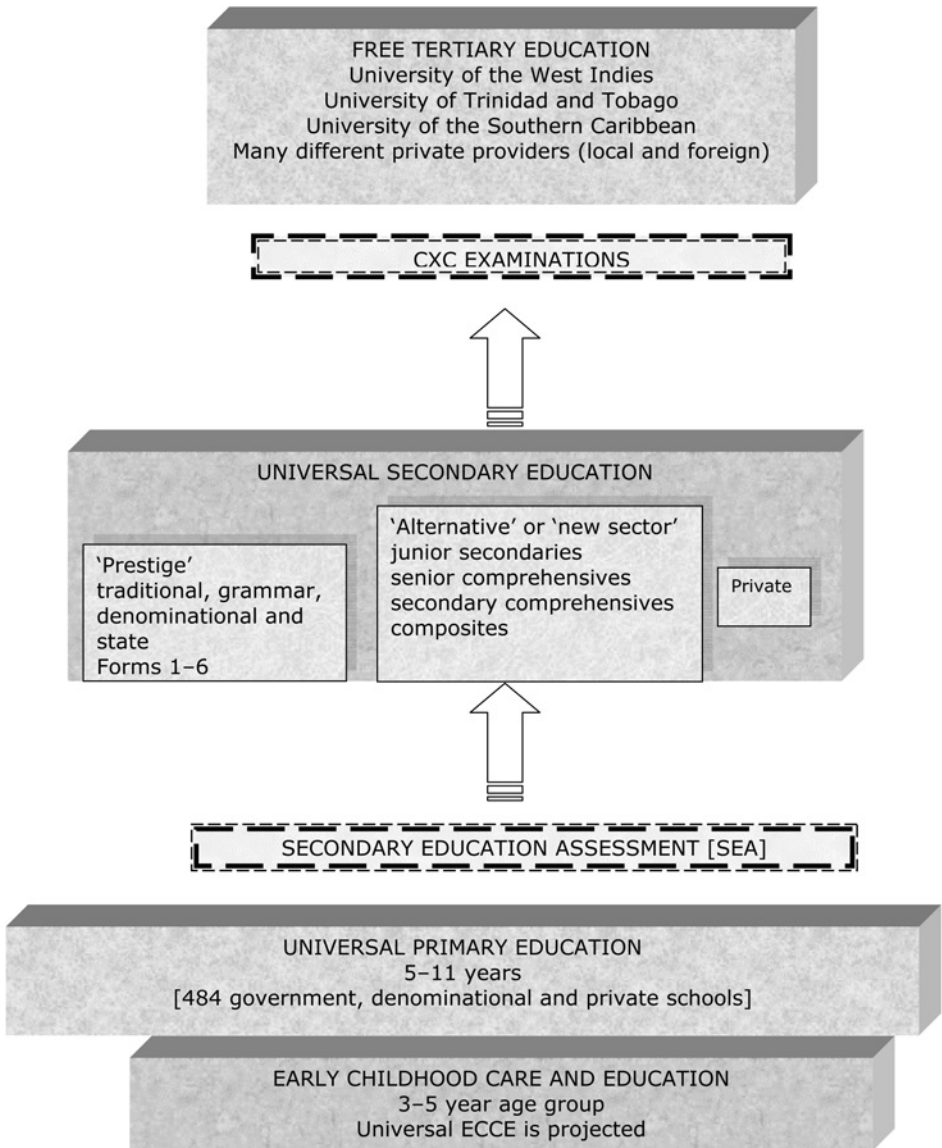 FREE TERTIARY EDUCATION
University of the West Indies
University of Trinidad and Tobago
University of the Southern Caribbean
Many different private providers (local and foreign)
CXC EXAMINATIONS
UNIVERSAL SECONDARY EDUCATION
‘Prestige’
traditional, grammar,
denominational and
state
Forms 1–6
‘Alternative’ or ‘new sector’
junior secondaries
senior comprehensives
secondary comprehensives
composites
Private
SECONDARY EDUCATION ASSESSMENT [SEA]
UNIVERSAL PRIMARY EDUCATION
5–11 years
[484 government, denominational and private schools]
EARLY CHILDHOOD CARE AND EDUCATION
3–5 year age group
Universal ECCE is projected